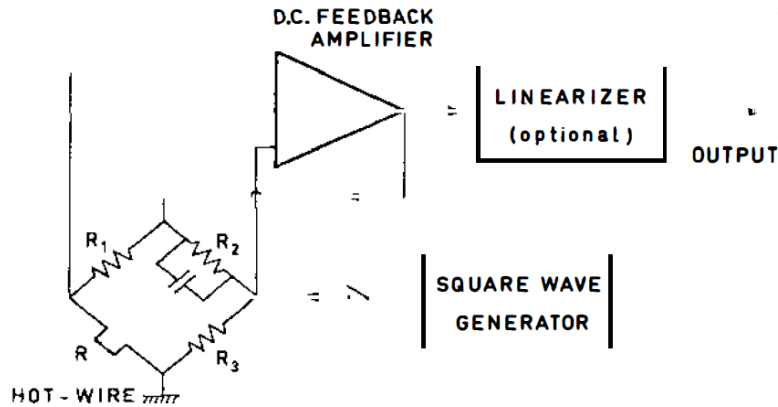 D.C. FEEDBACK
AMPLIFIER
LINEARIZER
(optional)
OUTPUT
R1
R2
SQUARE WAVE
GENERATOR
R
R3
HOT-WIRE